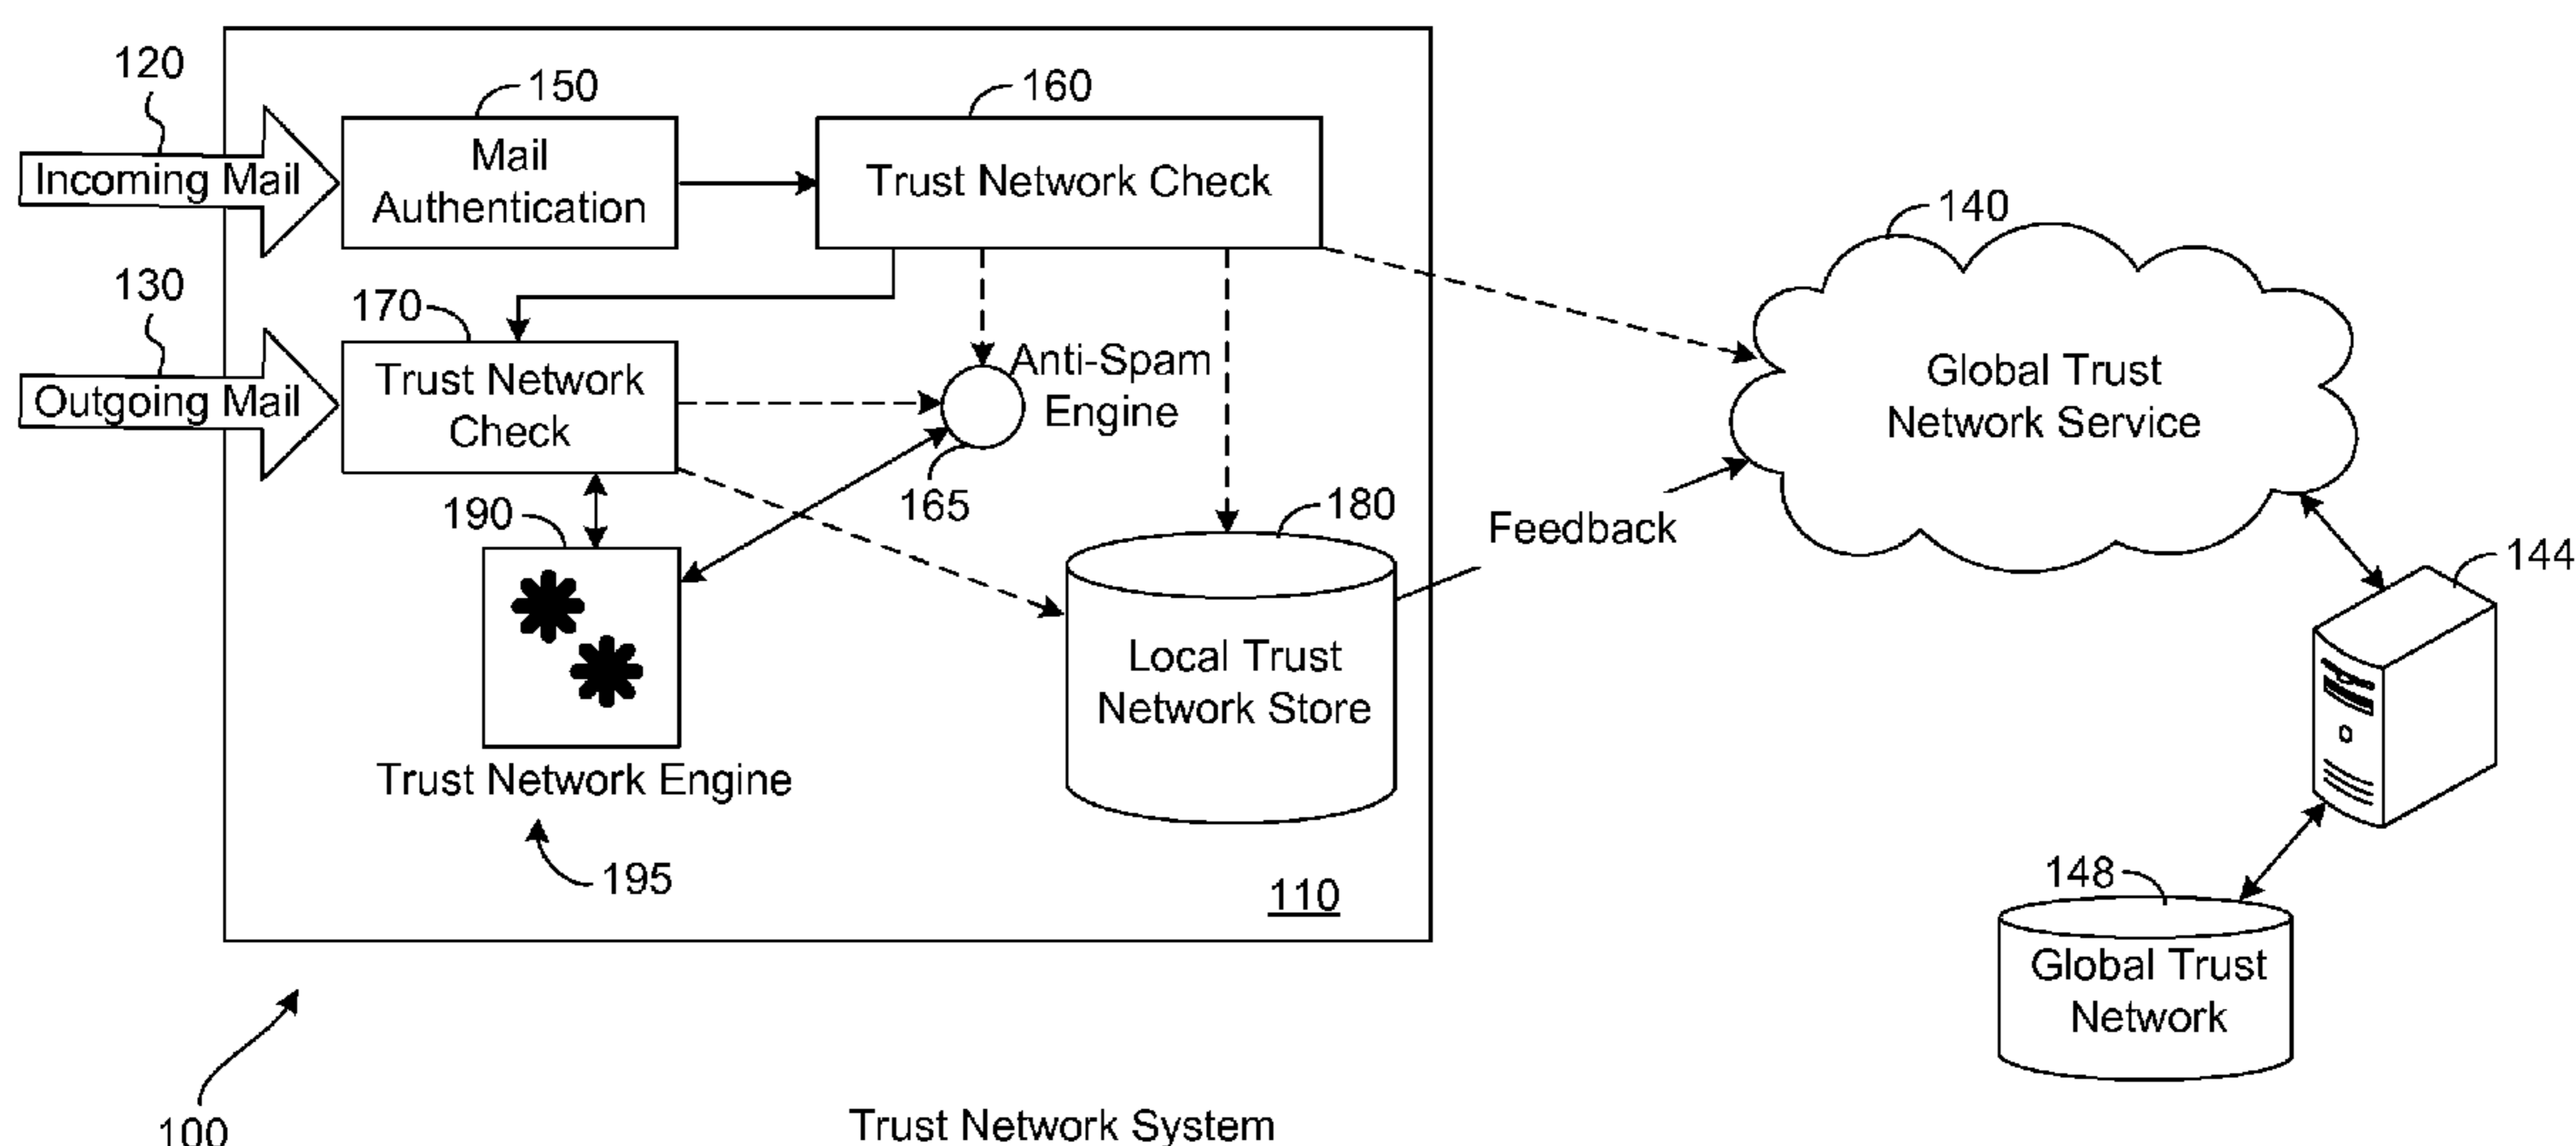 120
150
160
Incoming Mail
Mail
Authentication
Trust Network Check
140
130
170
Outgoing Mail
Trust Network
Check
Anti-Spam
Engine
165
Global Trust
Network Service
190
180
Feedback
144
Local Trust
Network Store
Trust Network Engine
195
110
148
Global Trust
Network
100
Trust Network System